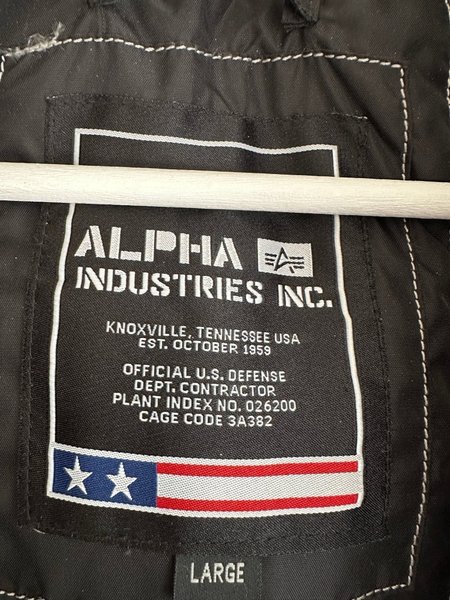 ALPHA
INDUSTRIES INC.
KNOXVILLE, TENNESSEE USA
EST. OCTOBER 1959
OFFICIAL U.S. DEFENSE
DEPT. CONTRACTOR
PLANT INDEX NO. 026200
CAGE CODE 3A382
LARGE